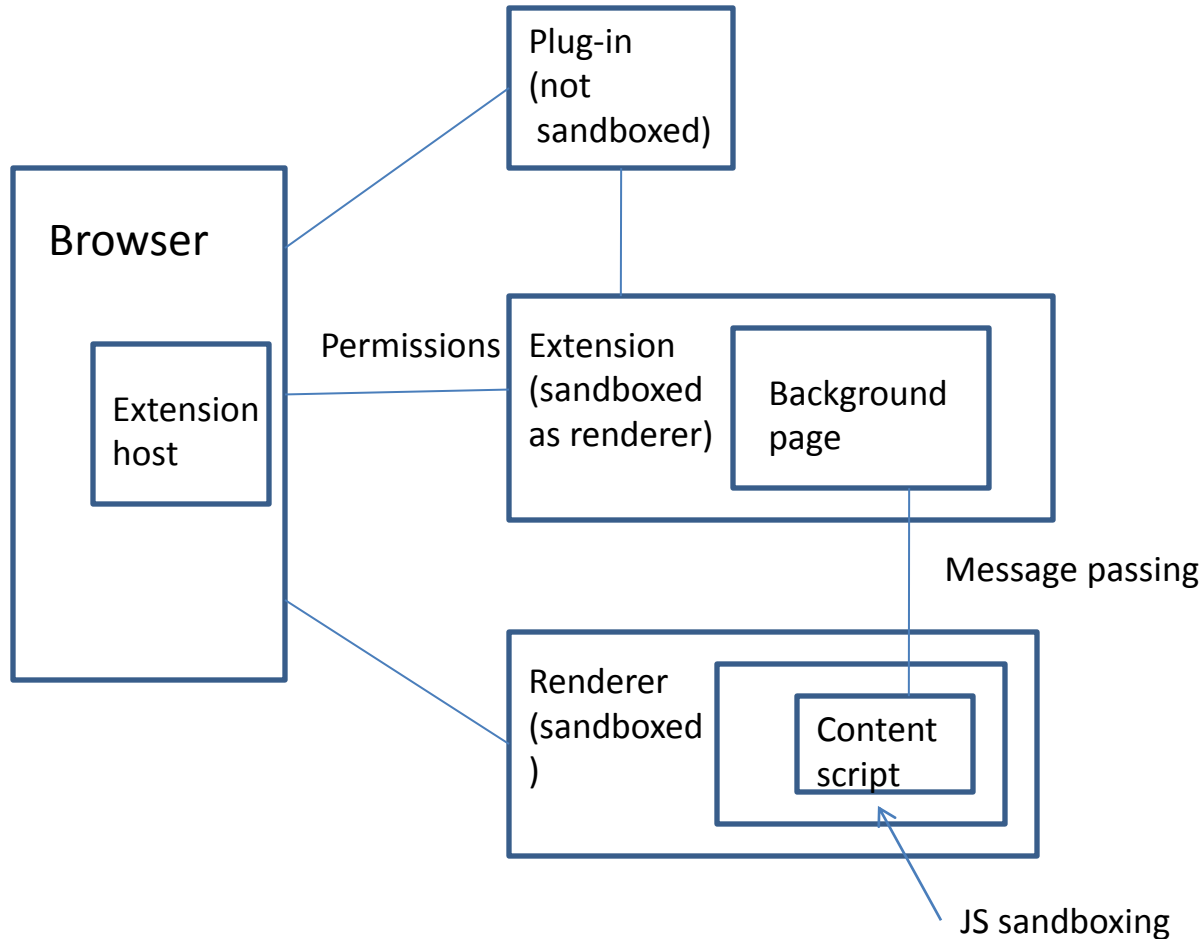 Plug-in
(not
sandboxed)
Browser
Permissions
Extension
host
Extension
(sandboxed
as renderer)
Background
page
Message passing
Renderer
(sandboxed
)
Content
script
JS sandboxing